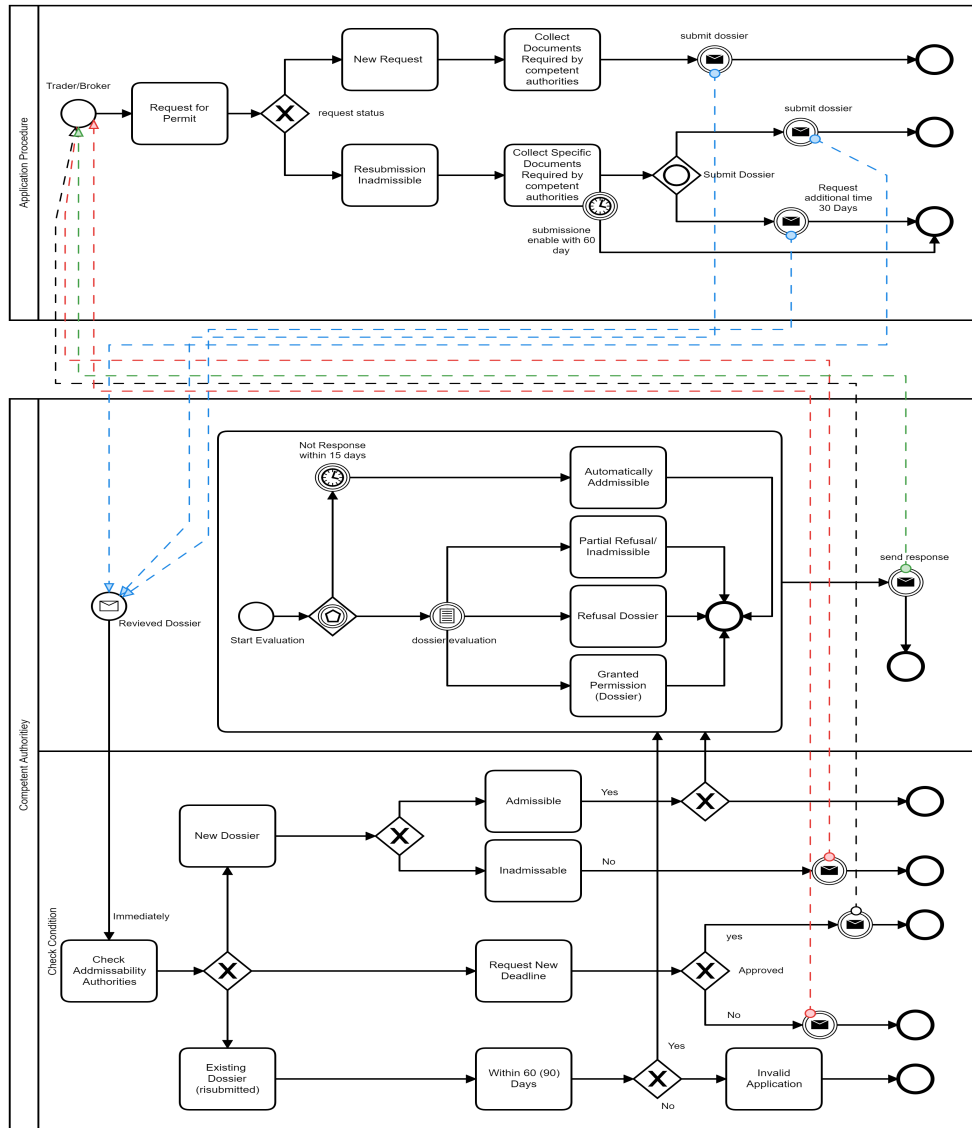 Application Procedure
Trader/Broker
Request for
Permit
request status
New Request
Collect
Documents
Required by
competent
authorities
submit dossier
Resubmission
Inadmissible
Collect Specific
Documents
Required by
competent
authorities
submissione
enable with 60
day
Submit Dossier
submit dossier
Request
additional time
30 Days
Competent Authoritiey
Not Response
within 15 days
Automatically
Addmissible
Partial Refusal/
Inadmissible
send response
Revieved Dossier
Start Evaluation
dossier evaluation
Refusal Dossier
Granted
Permission
(Dossier)
Check Condition
New Dossier
Admissible
Yes
Inadmissable
No
Immediately
Check
Addmissability
Authorities
Request New
Deadline
yes
Approved
No
Existing
Dossier
(risubmitted)
Within 60 (90)
Days
Yes
No
Invalid
Application